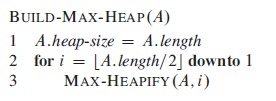 BUILD-MAX-HEAP(A)
1 A.heap-size = A.length
2 for i = ⌊A.length/2⌋ downto 1
3 MAX-HEAPIFY(A, i)